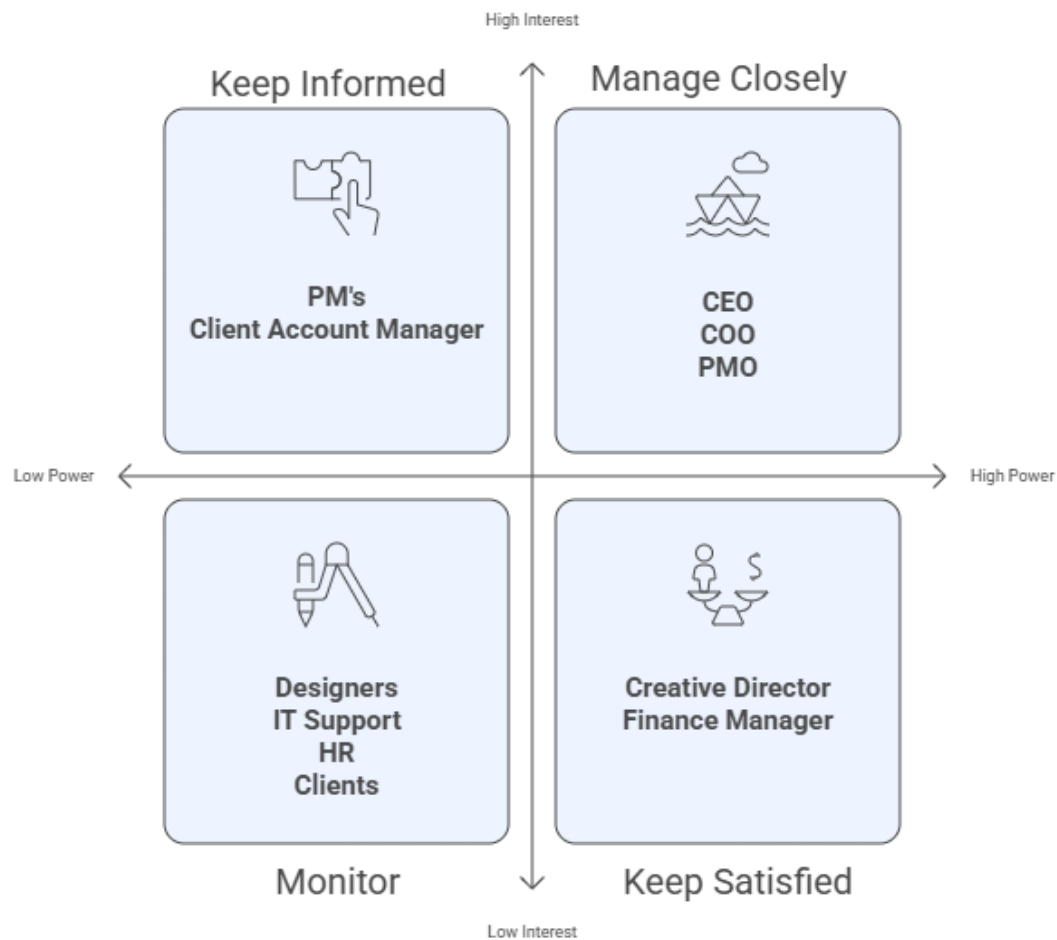 High Interest
Keep Informed
Manage Closely
PM's
Client Account Manager
CEO
COO
PMO
Low Power
High Power
Designers
IT Support
HR
Clients
Creative Director
Finance Manager
Monitor
Keep Satisfied
Low Interest